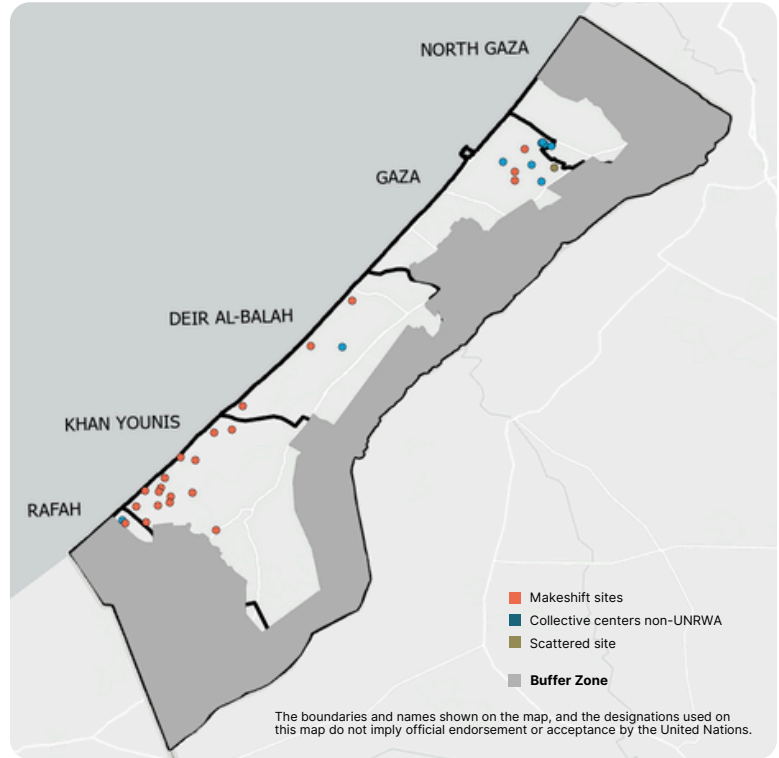 NORTH GAZA
GAZA
DEIR AL-BALAH
KHAN YOUNIS
RAFAH
Makeshift sites
Collective centers non-UNRWA
Scattered site
Buffer Zone
The boundaries and names shown on the map, and the designations used on
this map do not imply official endorsement or acceptance by the United Nations.